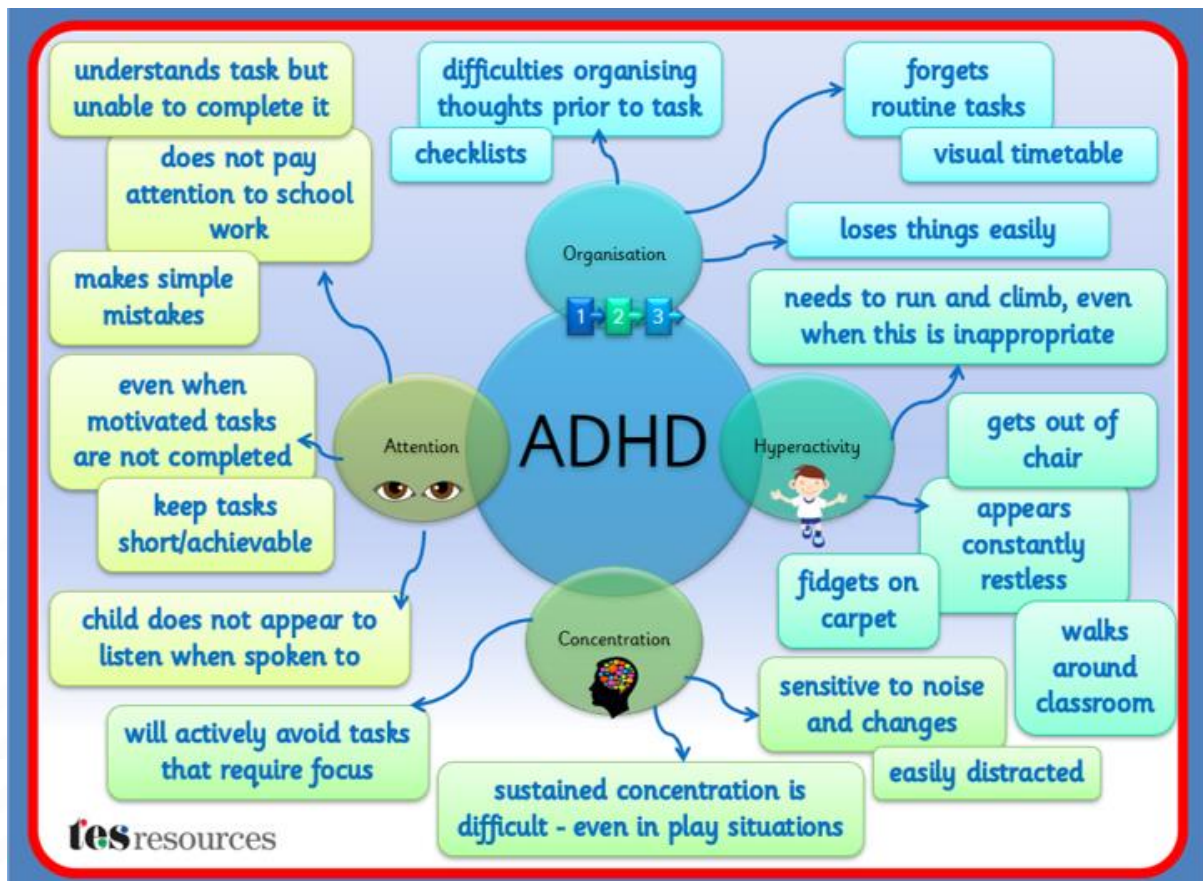 understands task but
unable to complete it
does not pay
attention to school
work
makes simple
mistakes
even when
motivated tasks
are not completed
keep tasks
short/achievable
child does not appear to
listen when spoken to
difficulties organising
thoughts prior to task
checklists
forgets
routine tasks
visual timetable
loses things easily
Organisation
1 2 3
ADHD
Attention
Hyperactivity
Concentration
needs to run and climb, even
when this is inappropriate
gets out of
chair
appears
constantly
restless
fidgets on
carpet
walks
around
classroom
sensitive to noise
and changes
easily distracted
will actively avoid tasks
that require focus
sustained concentration is
difficult - even in play situations
tes resources